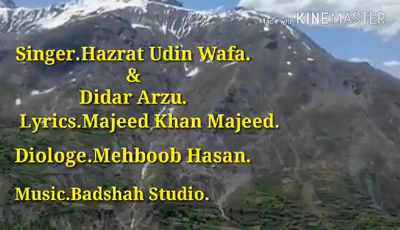 Made with KINEMASTER
Singer.Hazrat Udin Wafa.
&
Didar Arzu.
Lyrics.Majeed Khan Majeed.
Diologe.Mehboob Hasan.
Music.Badshah Studio.